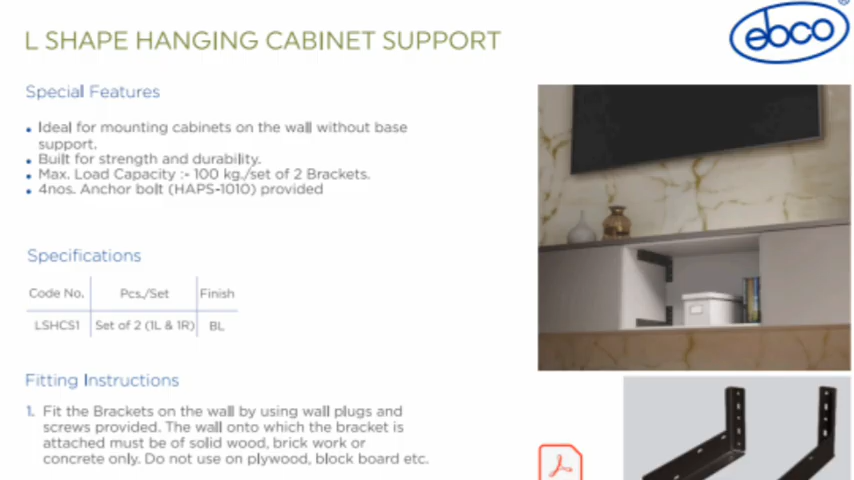 L SHAPE HANGING CABINET SUPPORT
ebco
®
Special Features
• Ideal for mounting cabinets on the wall without base
support.
• Built for strength and durability.
• Max. Load Capacity :- 100 kg./set of 2 Brackets.
• 4nos. Anchor bolt (HAPS-1010) provided
Specifications
Code No. Pcs./Set Finish
LSHCS1 Set of 2 (1L & 1R) BL
Fitting Instructions
1. Fit the Brackets on the wall by using wall plugs and
screws provided. The wall onto which the bracket is
attached must be of solid wood, brick work or
concrete only. Do not use on plywood, block board etc.